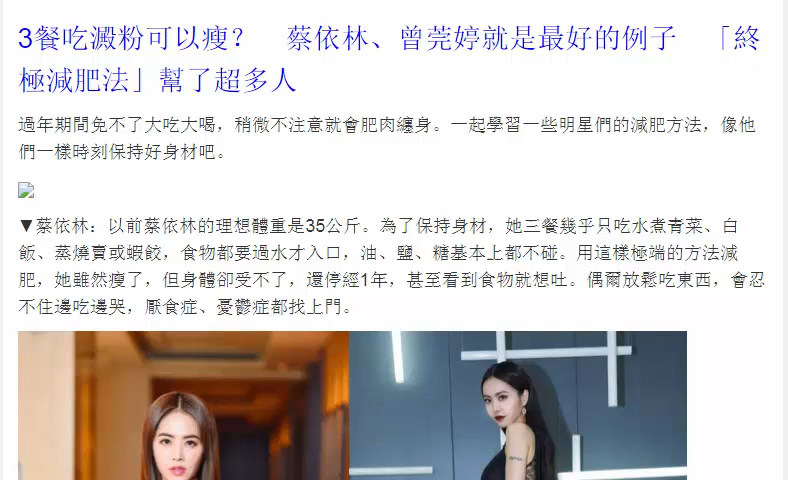 3餐吃澱粉可以瘦？　蔡依林、曾莞婷就是最好的例子　「終
極減肥法」幫了超多人
過年期間免不了大吃大喝，稍微不注意就會肥肉纏身。一起學習一些明星們的減肥方法，像他
們一樣時刻保持好身材吧。
▼蔡依林：以前蔡依林的理想體重是35公斤。為了保持身材，她三餐幾乎只吃水煮青菜、白
飯、蒸燒賣或蝦餃，食物都要過水才入口，油、鹽、糖基本上都不碰。用這樣極端的方法減
肥，她雖然瘦了，但身體卻受不了，還停經1年，甚至看到食物就想吐。偶爾放鬆吃東西，會忍
不住邊吃邊哭，厭食症、憂鬱症都找上門。